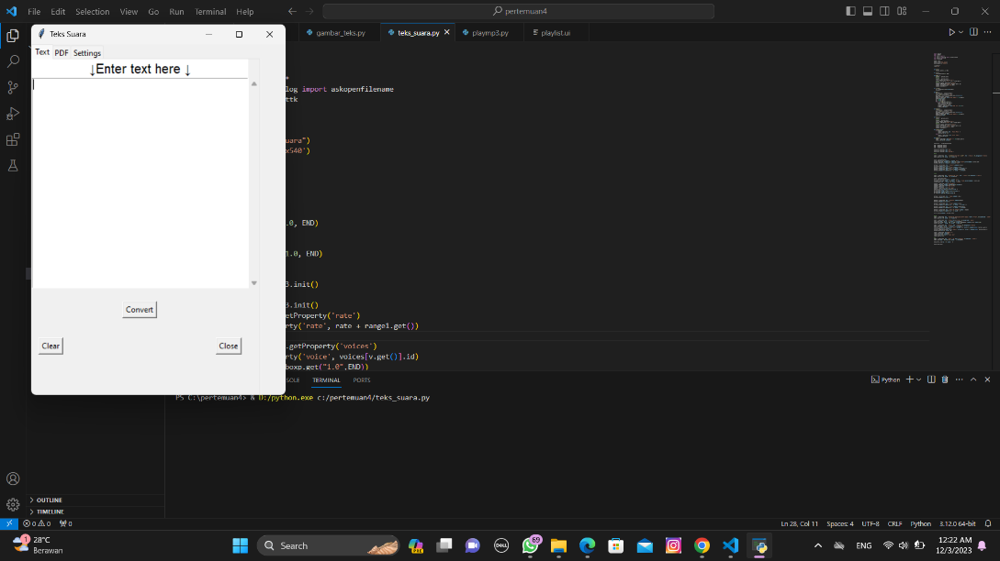 File Edit Selection View Go Run Terminal Help
pertemuan4
Teks Suara
gambar_teks.py
teks_suara.py
playmp3.py
playlist.ui
Text PDF Settings
↓Enter text here ↓
log import askopenfilename
ttk
uara")
x540')
.0, END)
1.0, END)
3.init()
3.init()
getProperty('rate')
rty('rate', rate + range1.get())
.getProperty('voices')
rty('voice', voices[v.get()].id)
boxp.get("1.0",END))
Convert
Clear
Close
SOLE TERMINAL PORTS
Python
PS C:\pertemuan4> & D:/python.exe c:/pertemuan4/teks_suara.py
OUTLINE
TIMELINE
0 0 0
Ln 28, Col 11 Spaces: 4 UTF-8 CRLF Python 3.12.0 64-bit
1
28°C
Berawan
Search
PRE
DELL
69
ENG
12:22 AM
12/3/2023